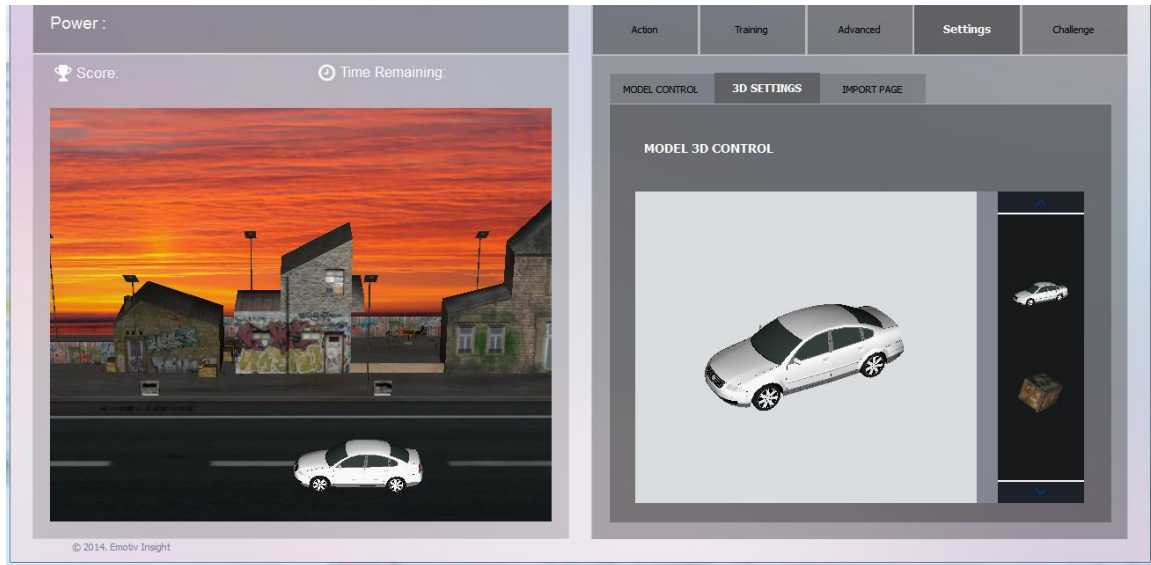 Power :
Score:
Time Remaining:
© 2014. Emotiv Insight
Action
Training
Advanced
Settings
Challenge
MODEL CONTROL
3D SETTINGS
IMPORT PAGE
MODEL 3D CONTROL